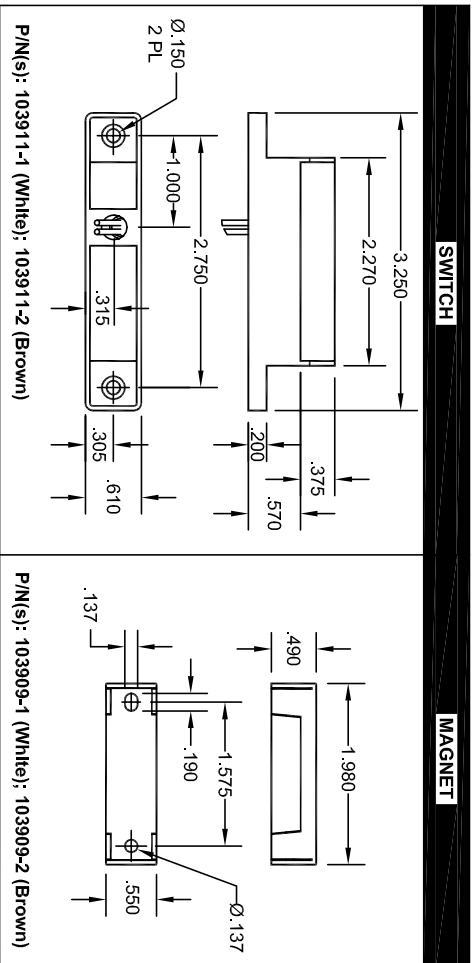 SWITCH
3.250
2.270
.375
.570
.200
Ø.150
2 PL
1.000
2.750
.315
.305
.610
P/N(s): 103911-1 (White); 103911-2 (Brown)
MAGNET
1.980
.490
1.575
.190
.137
Ø.137
.550
P/N(s): 103909-1 (White); 103909-2 (Brown)